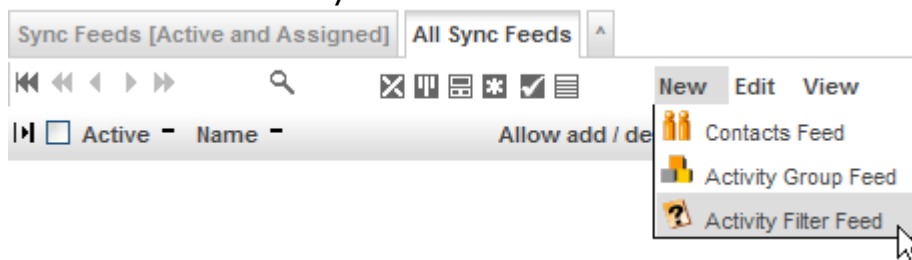 Sync Feeds [Active and Assigned] All Sync Feeds ^
New Edit View
Active - Name - Allow add / de
Contacts Feed
Activity Group Feed
Activity Filter Feed